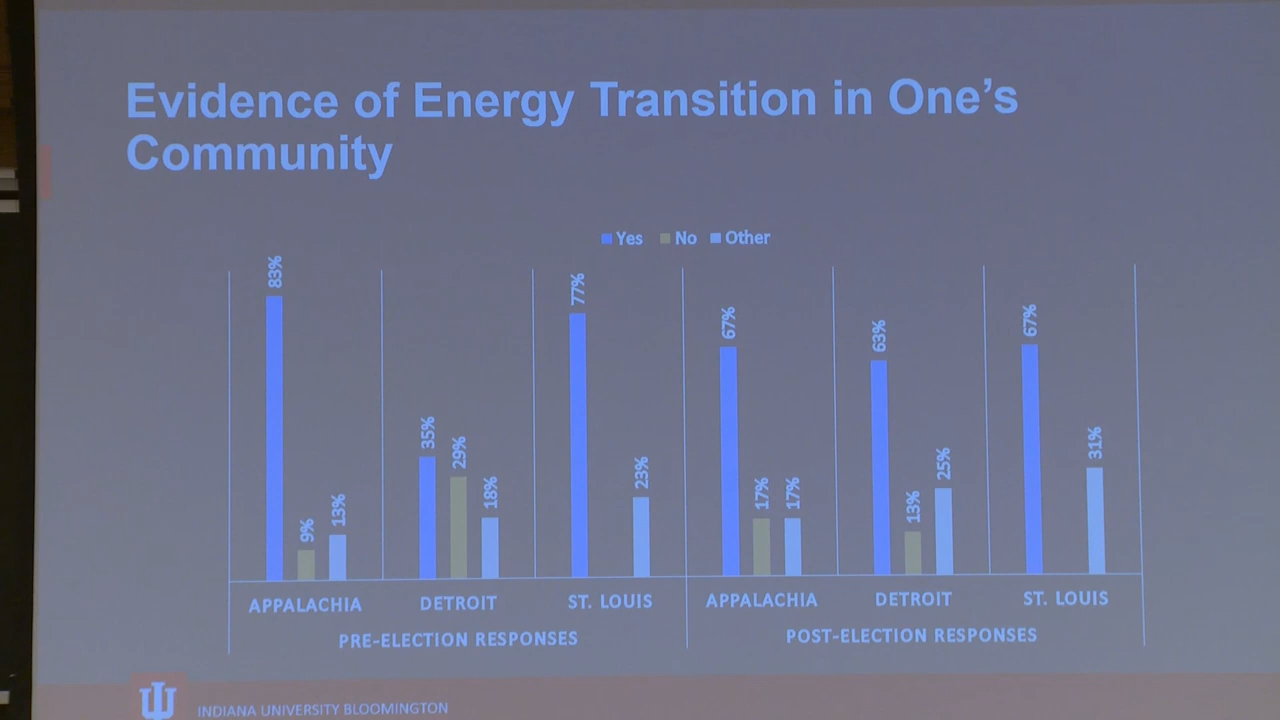 Evidence of Energy Transition in One's
Community
Yes No Other
83%
9%
13%
35%
29%
18%
77%
23%
67%
17%
17%
63%
13%
25%
67%
31%
APPALACHIA DETROIT ST. LOUIS APPALACHIA DETROIT ST. LOUIS
PRE-ELECTION RESPONSES POST-ELECTION RESPONSES
INDIANA UNIVERSITY BLOOMINGTON